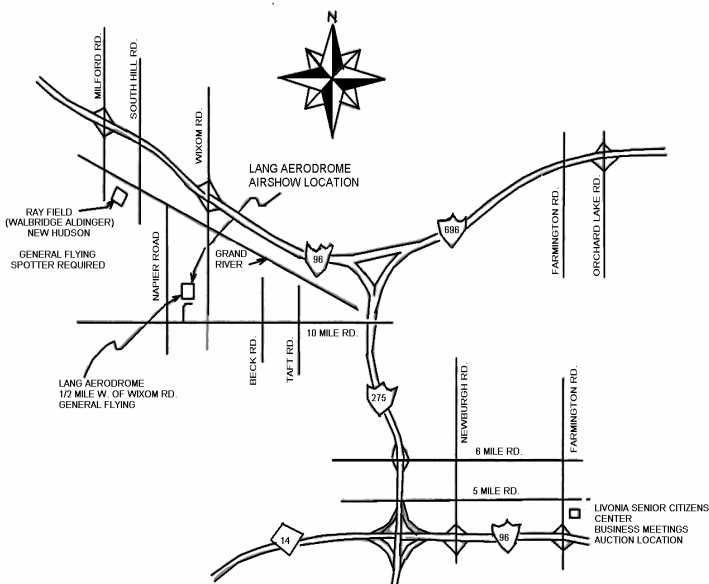 N
MILFORD RD.
SOUTH HILL RD.
WIXOM RD.
LANG AERODROME
AIRSHOW LOCATION
RAY FIELD
(WALBRIDGE ALDINGER)
NEW HUDSON
GENERAL FLYING
SPOTTER REQUIRED
NAPIER ROAD
GRAND
RIVER
96
696
FARMINGTON RD.
ORCHARD LAKE RD.
10 MILE RD.
BECK RD.
TAFT RD.
LANG AERODROME
1/2 MILE W. OF WIXOM RD.
GENERAL FLYING
275
NEWBURGH RD.
FARMINGTON RD.
6 MILE RD.
5 MILE RD.
LIVONIA SENIOR CITIZENS
CENTER
BUSINESS MEETINGS
AUCTION LOCATION
14
96